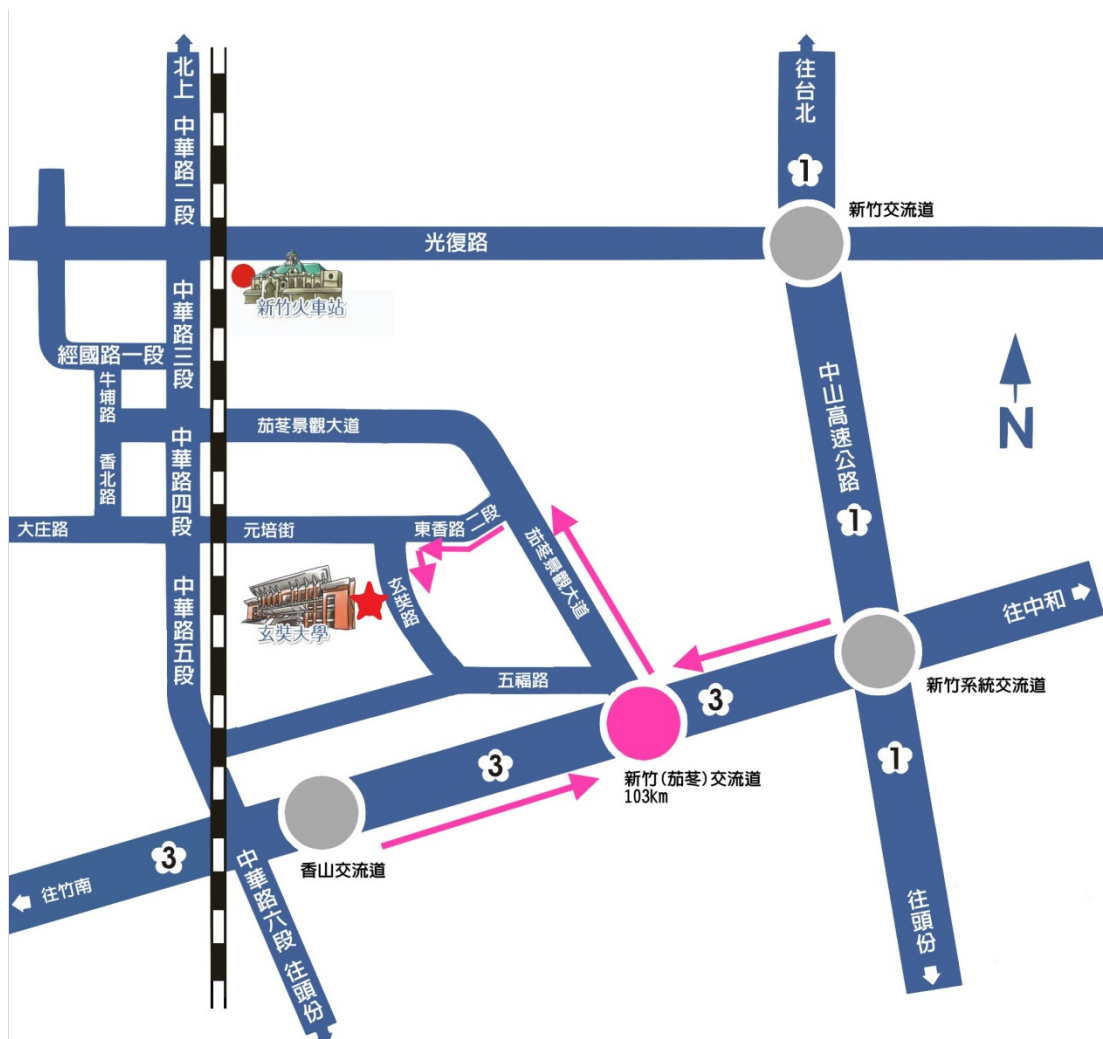 北上
中華路二段
往台北
1
新竹交流道
光復路
新竹火車站
中華路三段
經國路一段
牛埔路
茄苳景觀大道
中山高速公路
N
香北路
中華路四段
大庄路
元培街
東香路二段
茄苳景觀大道
1
玄奘路
玄奘大學
中華路五段
往中和
五福路
新竹系統交流道
3
1
3
新竹(茄苳)交流道
103km
3
香山交流道
往竹南
中華路六段
往頭份
往頭份